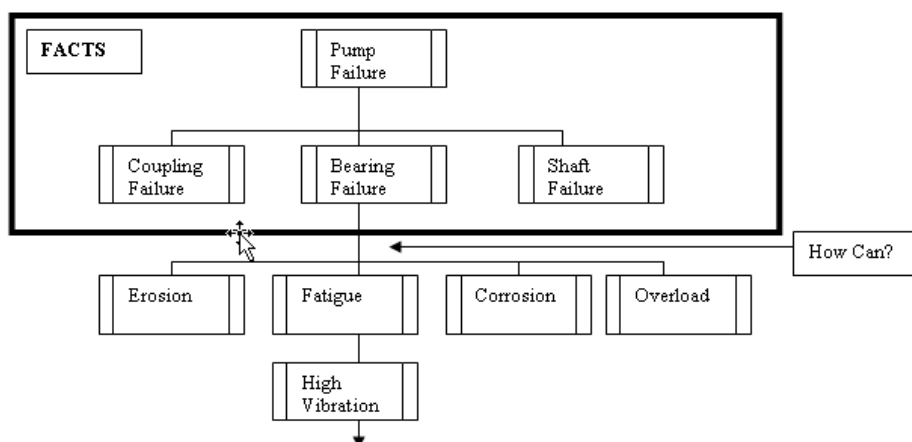 FACTS
Pump
Failure
Coupling
Failure
Bearing
Failure
Shaft
Failure
How Can?
Erosion
Fatigue
Corrosion
Overload
High
Vibration